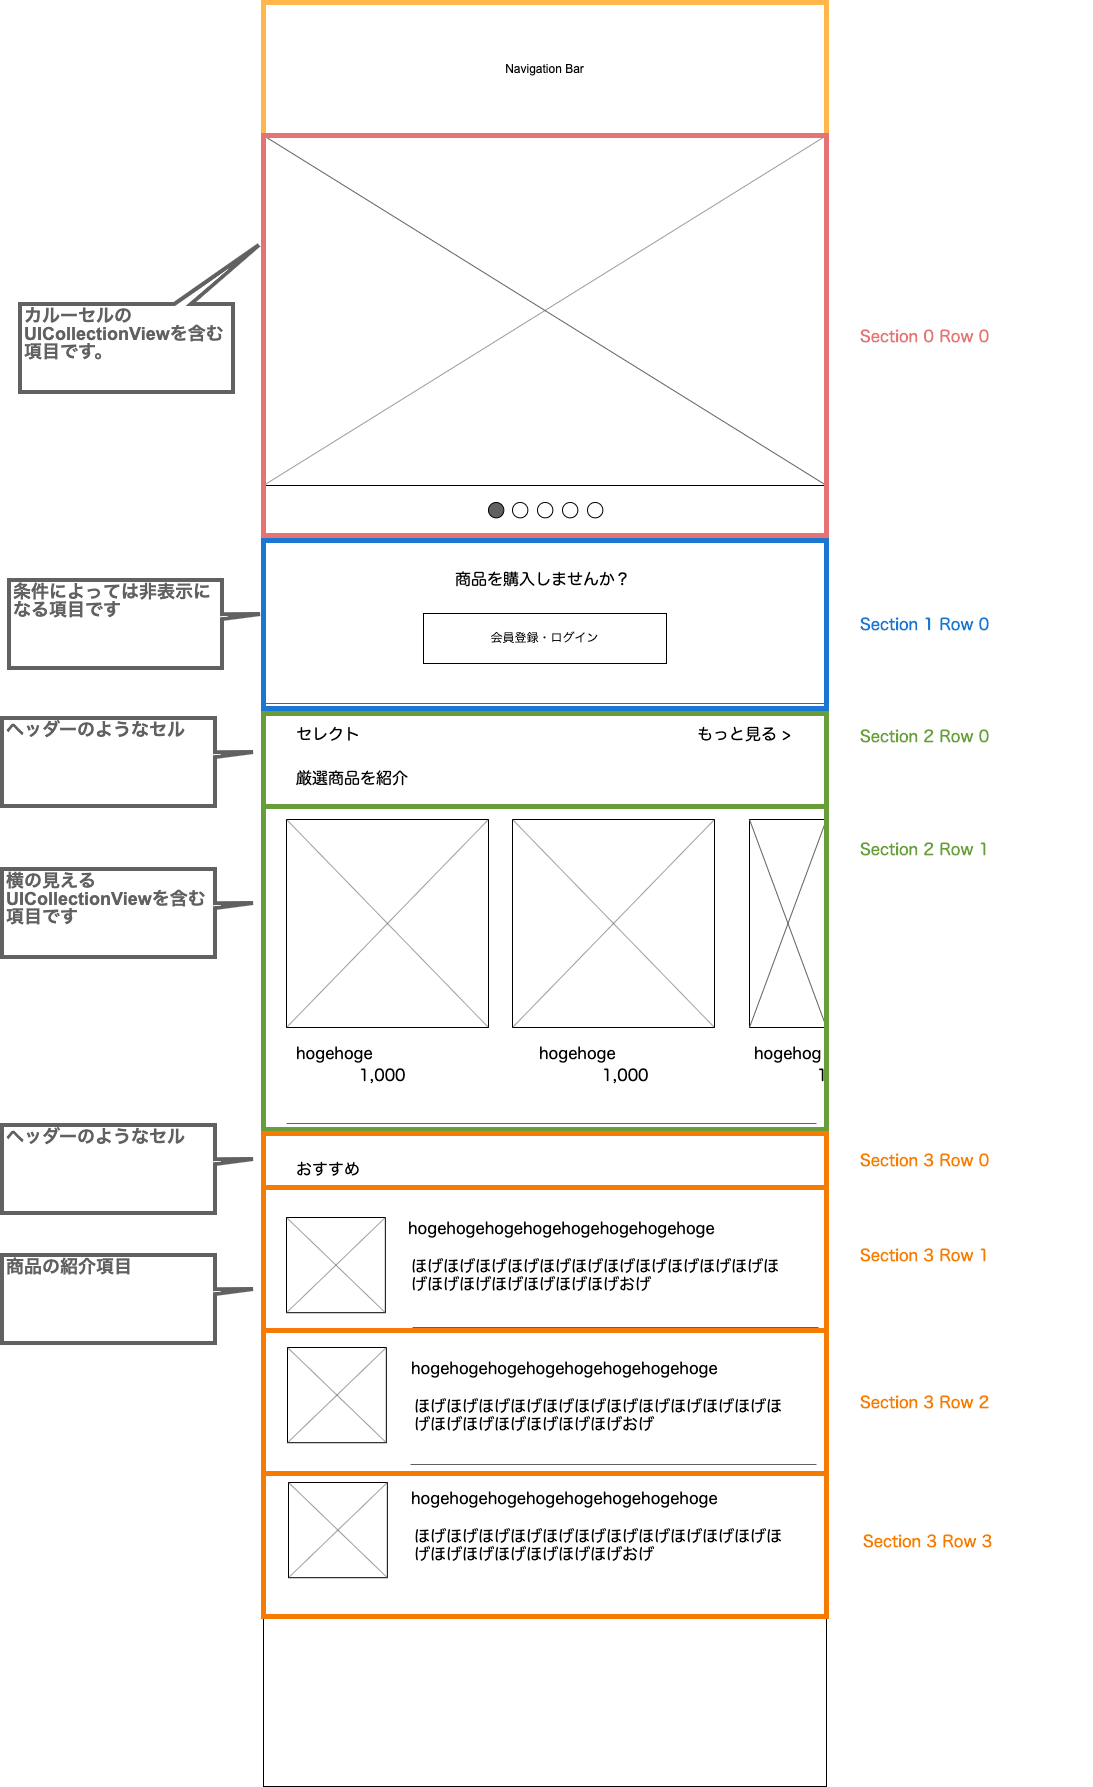 Navigation Bar
カルーセルの
UICollectionViewを含む
項目です。
Section 0 Row 0
条件によっては非表示に
なる項目です
商品を購入しませんか？
会員登録・ログイン
Section 1 Row 0
ヘッダーのようなセル
セレクト
もっと見る >
厳選商品を紹介
Section 2 Row 0
横の見える
UICollectionViewを含む
項目です
Section 2 Row 1
hogehoge
1,000
hogehoge
1,000
hogehog
1
ヘッダーのようなセル
おすすめ
Section 3 Row 0
商品の紹介項目
hogehogehogehogehogehogehogehoge
ほげほげほげほげほげほげほげほげほげほげほげほ
げほげほげほげほげほげほげおげ
Section 3 Row 1
hogehogehogehogehogehogehogehoge
ほげほげほげほげほげほげほげほげほげほげほげほ
げほげほげほげほげほげほげおげ
Section 3 Row 2
hogehogehogehogehogehogehogehoge
ほげほげほげほげほげほげほげほげほげほげほげほ
げほげほげほげほげほげほげおげ
Section 3 Row 3